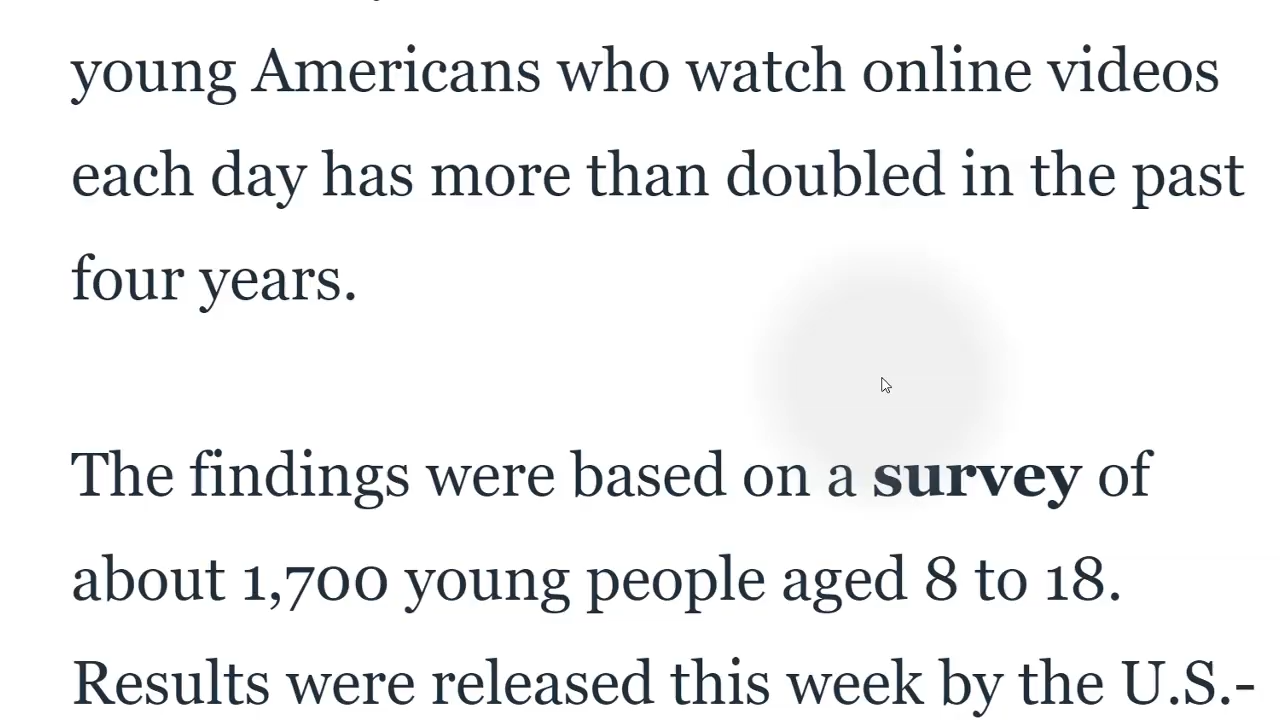 young Americans who watch online videos
each day has more than doubled in the past
four years.
The findings were based on a survey of
about 1,700 young people aged 8 to 18.
Results were released this week by the U.S.-